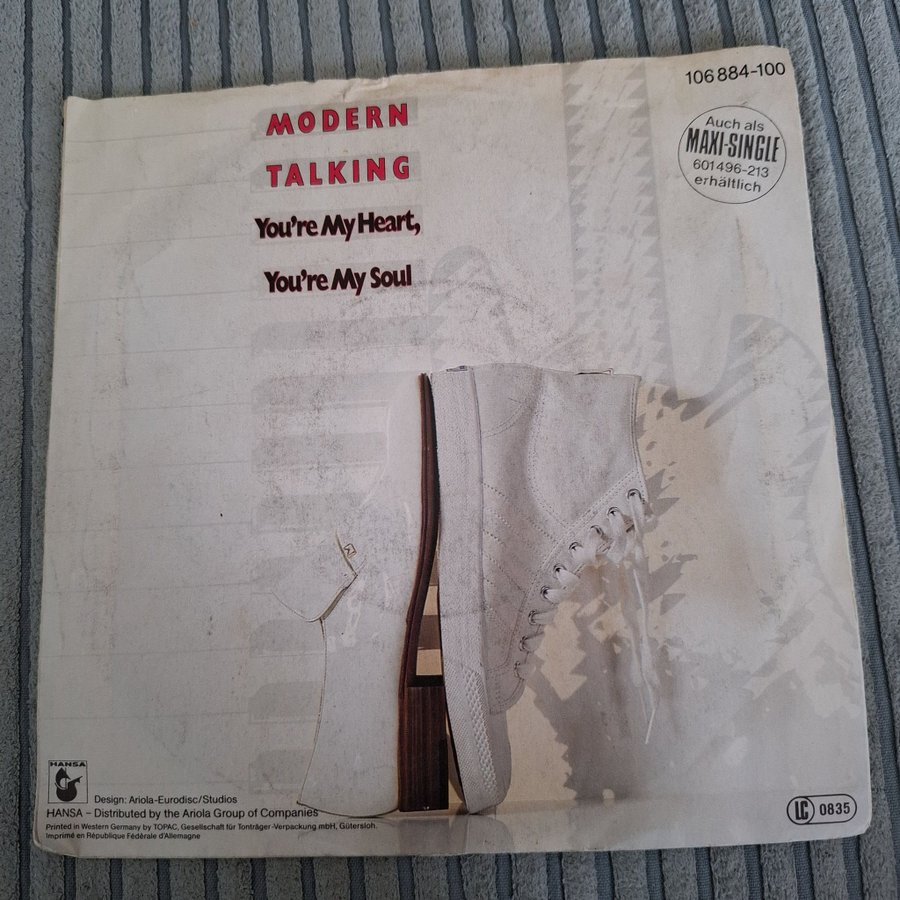 106 884-100
MODERN
TALKING
You're My Heart,
You're My Soul
Auch als
MAXI-SINGLE
601 496-213
erhältlich
HANSA
Design: Ariola-Eurodisc/Studios
HANSA – Distributed by the Ariola Group of Companies
Printed in Western Germany by TOPAC, Gesellschaft für Tonträger-Verpackung mbH, Gütersloh.
Imprimé en République Fédérale d'Allemagne
LC 0835